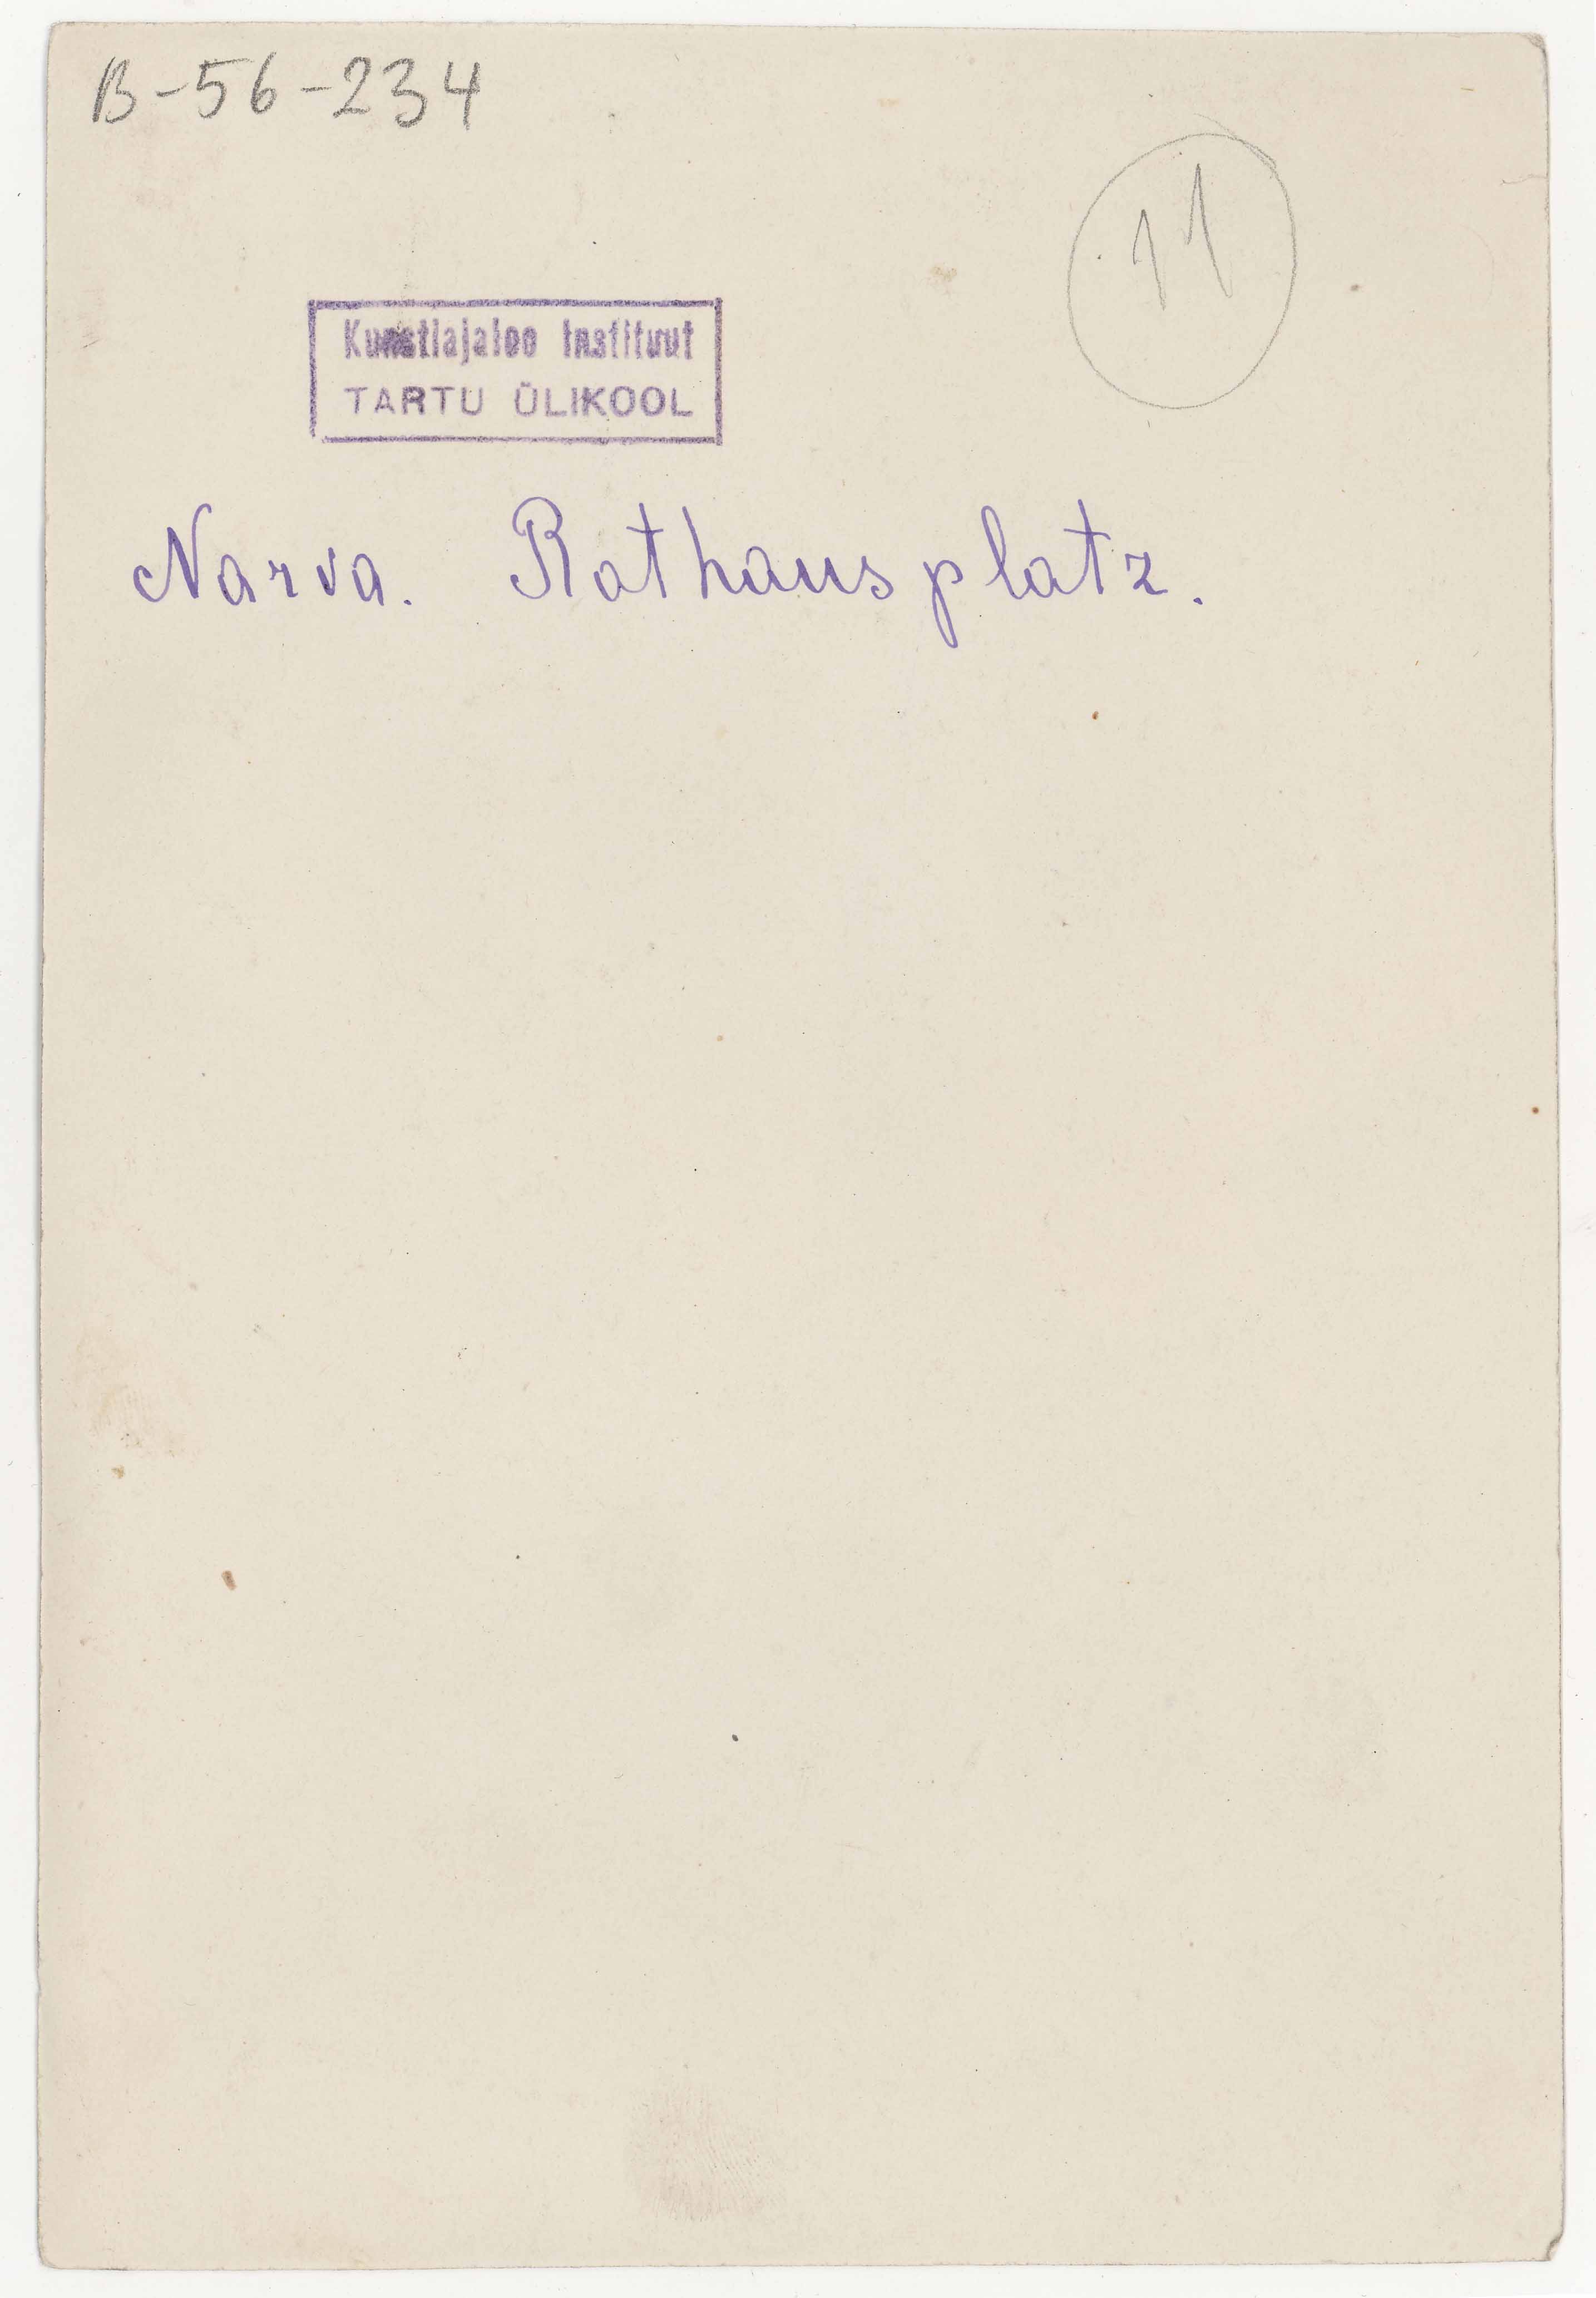 B-56-234
11
Kunstiajaloo Instituut
TARTU ÜLIKOOL
Narva. Rathausplatz.